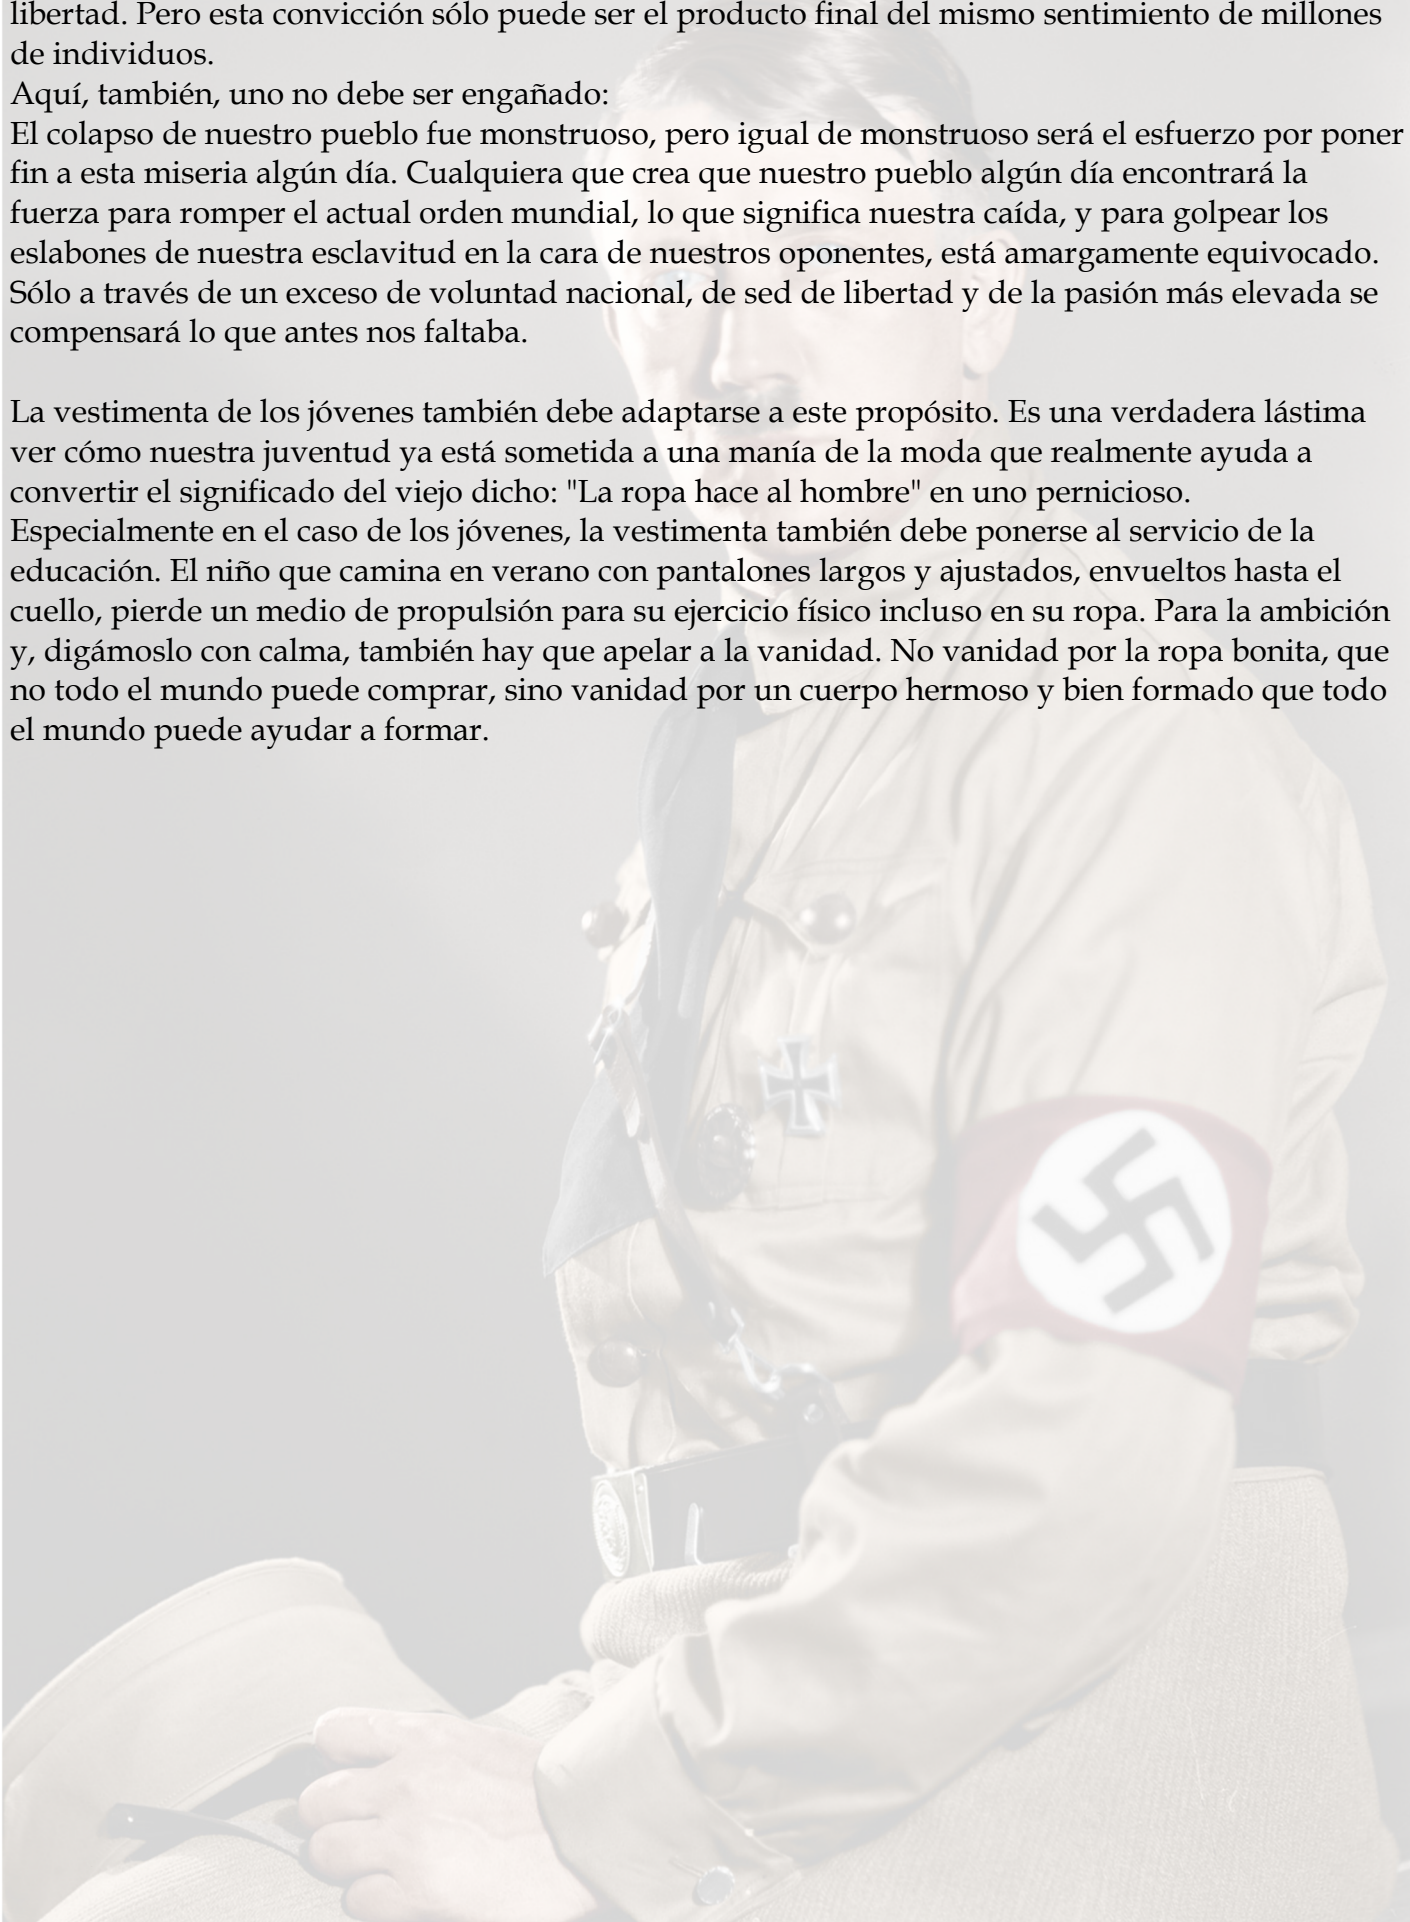 libertad. Pero esta convicción sólo puede ser el producto final del mismo sentimiento de millones
de individuos.
Aquí, también, uno no debe ser engañado:
El colapso de nuestro pueblo fue monstruoso, pero igual de monstruoso será el esfuerzo por poner
fin a esta miseria algún día. Cualquiera que crea que nuestro pueblo algún día encontrará la
fuerza para romper el actual orden mundial, lo que significa nuestra caída, y para golpear los
eslabones de nuestra esclavitud en la cara de nuestros oponentes, está amargamente equivocado.
Sólo a través de un exceso de voluntad nacional, de sed de libertad y de la pasión más elevada se
compensará lo que antes nos faltaba.
La vestimenta de los jóvenes también debe adaptarse a este propósito. Es una verdadera lástima
ver cómo nuestra juventud ya está sometida a una manía de la moda que realmente ayuda a
convertir el significado del viejo dicho: "La ropa hace al hombre" en uno pernicioso.
Especialmente en el caso de los jóvenes, la vestimenta también debe ponerse al servicio de la
educación. El niño que camina en verano con pantalones largos y ajustados, envueltos hasta el
cuello, pierde un medio de propulsión para su ejercicio físico incluso en su ropa. Para la ambición
y, digámoslo con calma, también hay que apelar a la vanidad. No vanidad por la ropa bonita, que
no todo el mundo puede comprar, sino vanidad por un cuerpo hermoso y bien formado que todo
el mundo puede ayudar a formar.